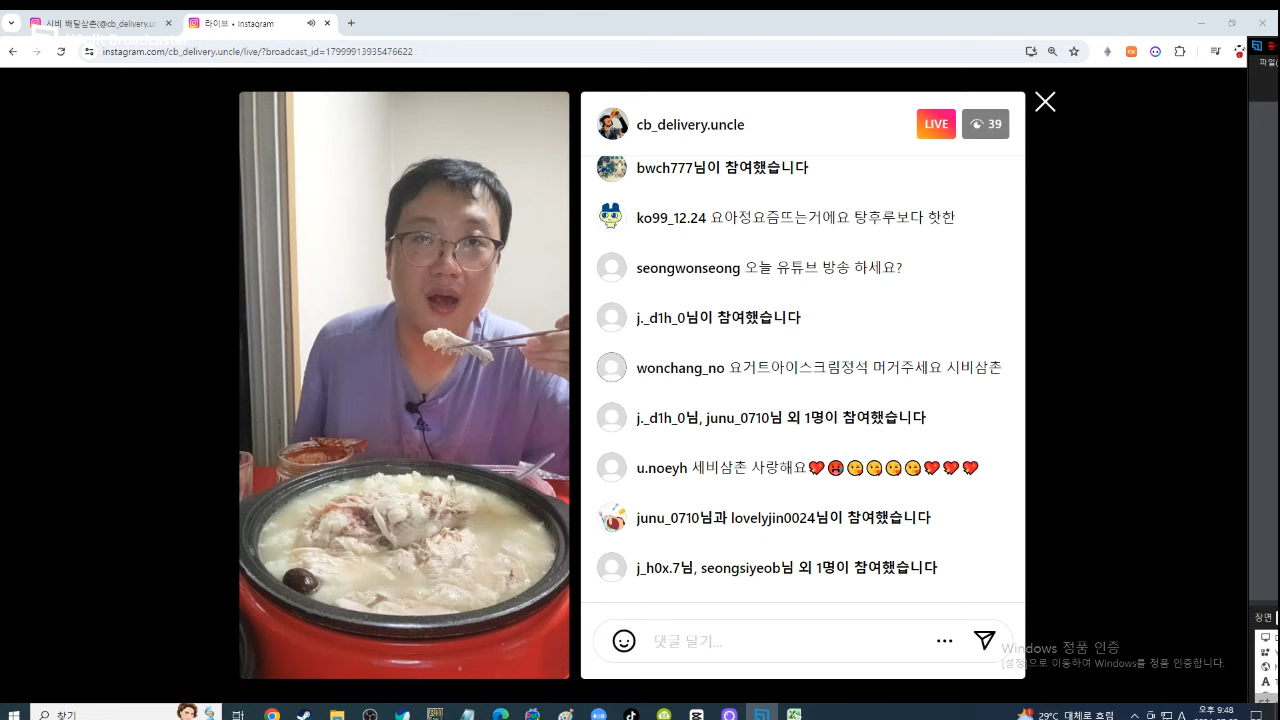 시비 배달삼촌(@cb_delivery.un
라이브 • Instagram
XSplit Broadcaster
instagram.com/cb_delivery.uncle/live/?broadcast_id=17999913935476622
파일(
cb_delivery.uncle
LIVE
39
bwch777님이 참여했습니다
ko99_12.24 요아정요즘뜨는거에요 탕후루보다 핫한
seongwonseong 오늘 유튜브 방송 하세요?
j._d1h_0님이 참여했습니다
wonchang_no 요거트아이스크림정석 머거주세요 시비삼촌
j._d1h_0님, junu_0710님 외 1명이 참여했습니다
u.noeyh 세비삼촌 사랑해요💖👹😘😘😘😘💖💖💖
junu_0710님과 lovelyjin0024님이 참여했습니다
j_h0x.7님, seongsiyeob님 외 1명이 참여했습니다
장면
댓글 달기...
Windows 정품 인증
[설정]으로 이동하여 Windows를 정품 인증합니다.
찾기
29°C 대체로 흐림
오후 9:48